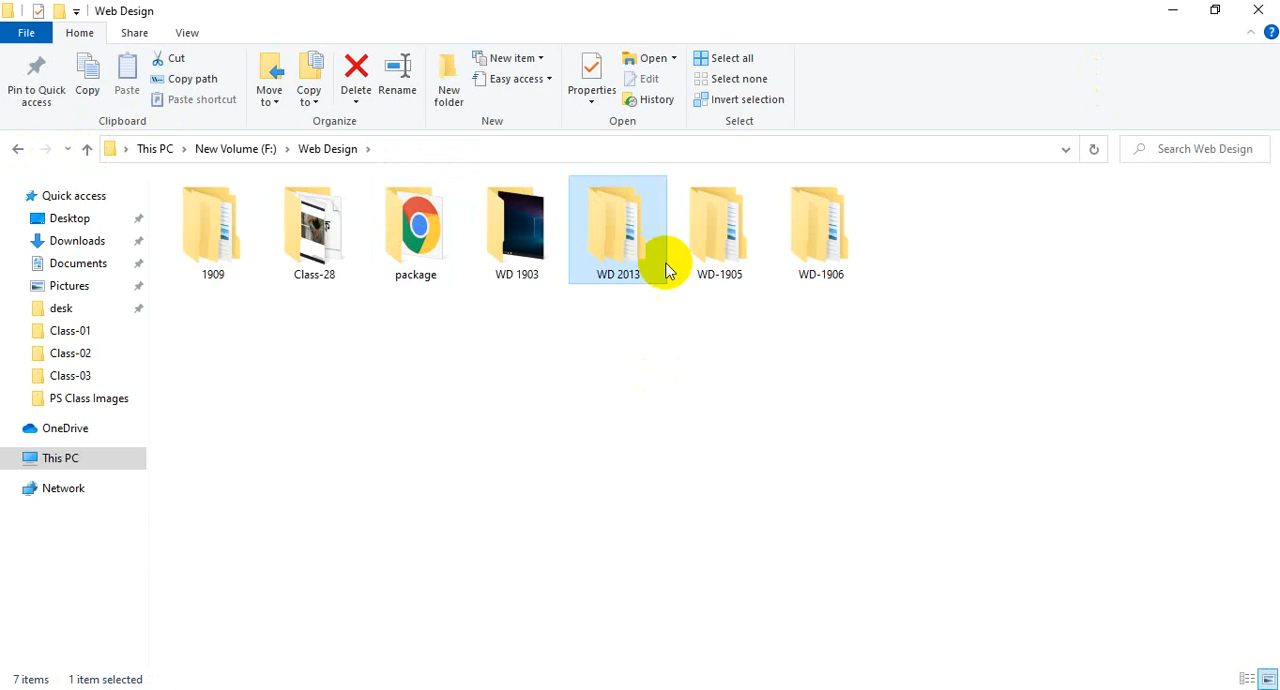 Web Design
File Home Share View
Pin to Quick access
Copy
Paste
Cut
Copy path
Paste shortcut
Clipboard
Move to
Copy to
Delete
Rename
Organize
New folder
New item
Easy access
New
Properties
Open
Edit
History
Open
Select all
Select none
Invert selection
Select
This PC > New Volume (F:) > Web Design >
Search Web Design
Quick access
Desktop
Downloads
Documents
Pictures
desk
Class-01
Class-02
Class-03
PS Class Images
OneDrive
This PC
Network
1909 Class-28 package WD 1903 WD 2013 WD-1905 WD-1906
7 items 1 item selected